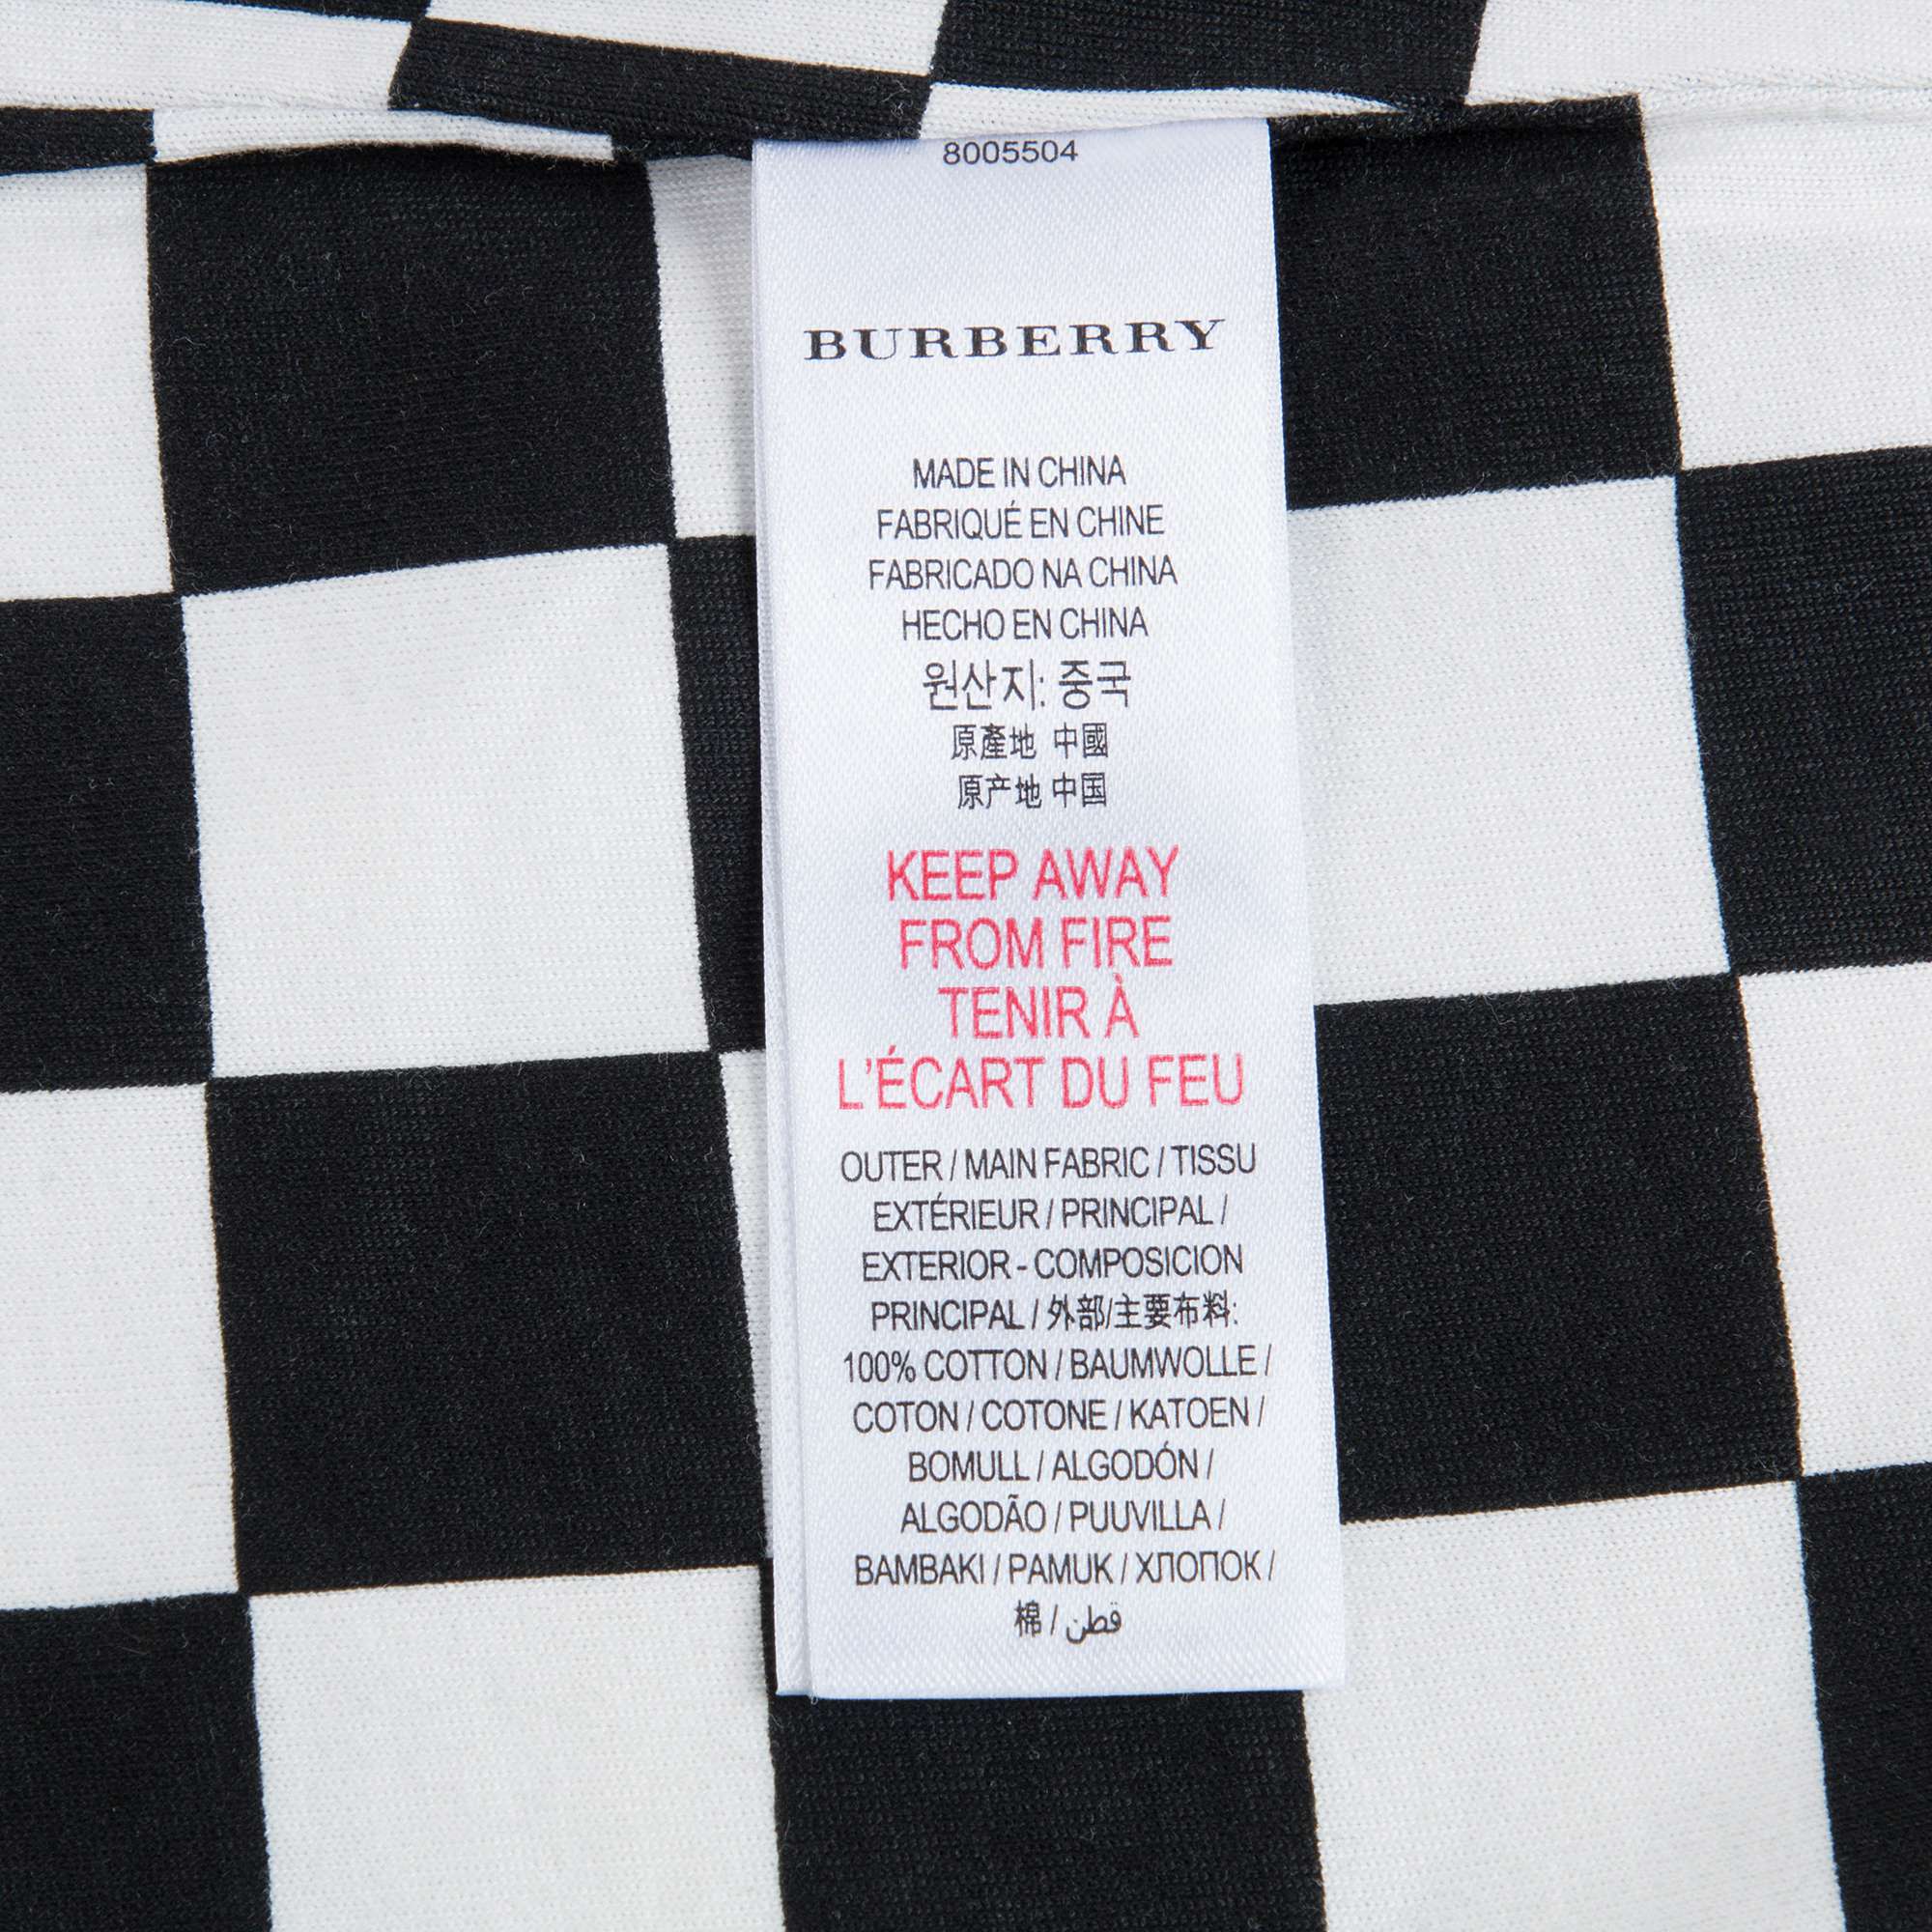 8005504
BURBERRY
MADE IN CHINA
FABRIQUÉ EN CHINE
FABRICADO NA CHINA
HECHO EN CHINA
원산지: 중국
原產地 中國
原产地 中国
KEEP AWAY
FROM FIRE
TENIR À
L'ÉCART DU FEU
OUTER / MAIN FABRIC / TISSU
EXTÉRIEUR / PRINCIPAL /
EXTERIOR - COMPOSICION
PRINCIPAL / 外部/主要布料:
100% COTTON / BAUMWOLLE /
COTON / COTONE / KATOEN /
BOMULL / ALGODÓN /
ALGODÃO / PUUVILLA /
BAMBAKI / PAMUK / ХЛОПОК /
棉 / قطن